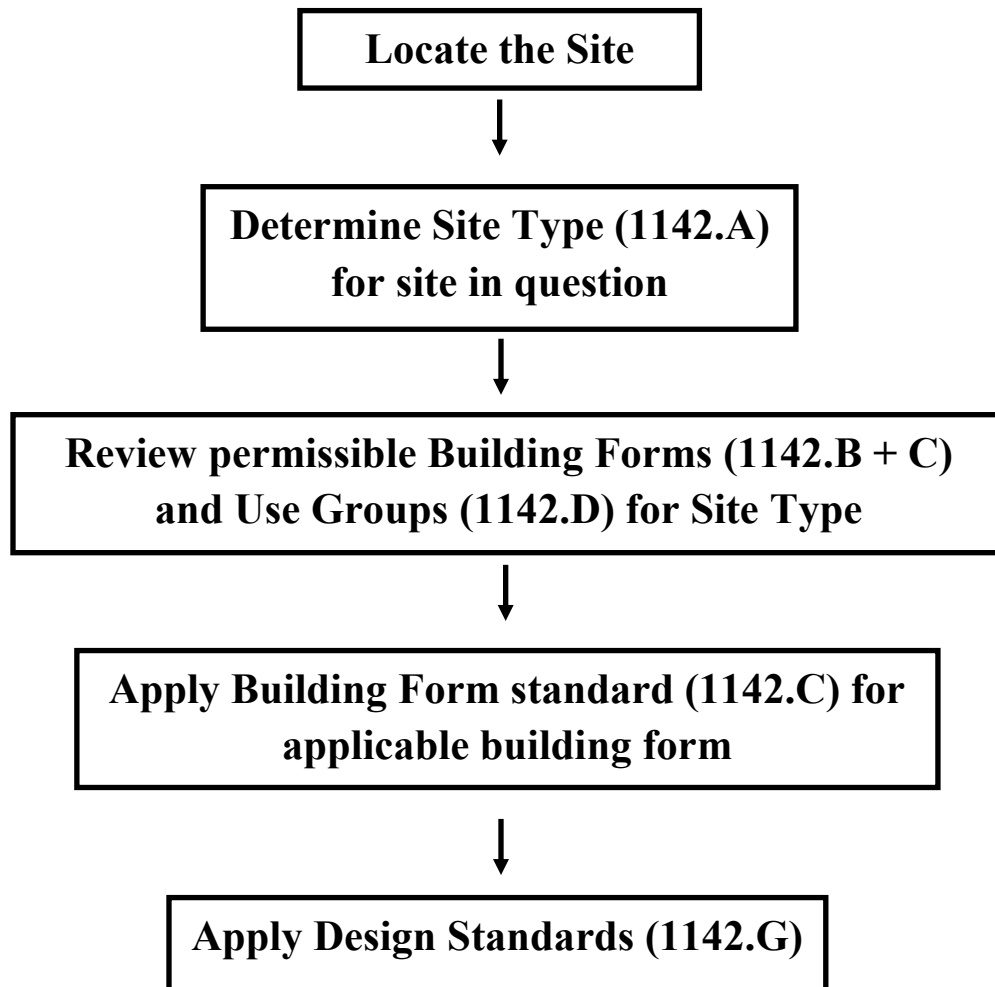 Locate the Site
Determine Site Type (1142.A)
for site in question
Review permissible Building Forms (1142.B + C)
and Use Groups (1142.D) for Site Type
Apply Building Form standard (1142.C) for
applicable building form
Apply Design Standards (1142.G)